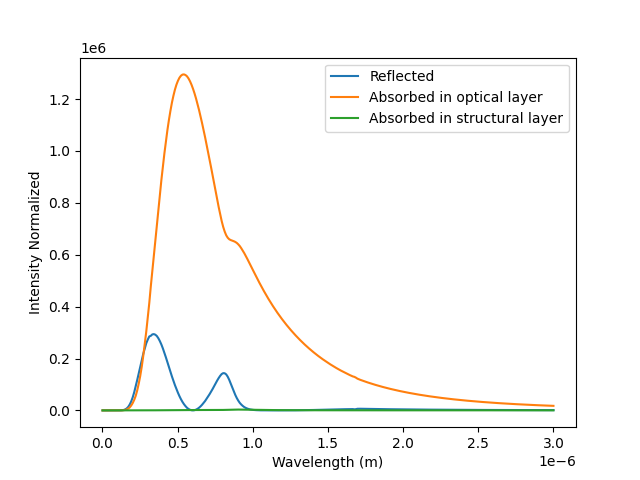 1e6
Reflected
Absorbed in optical layer
Absorbed in structural layer
1.2
1.0
0.8
0.6
0.4
0.2
0.0
Intensity Normalized
0.0 0.5 1.0 1.5 2.0 2.5 3.0
Wavelength (m)
1e−6